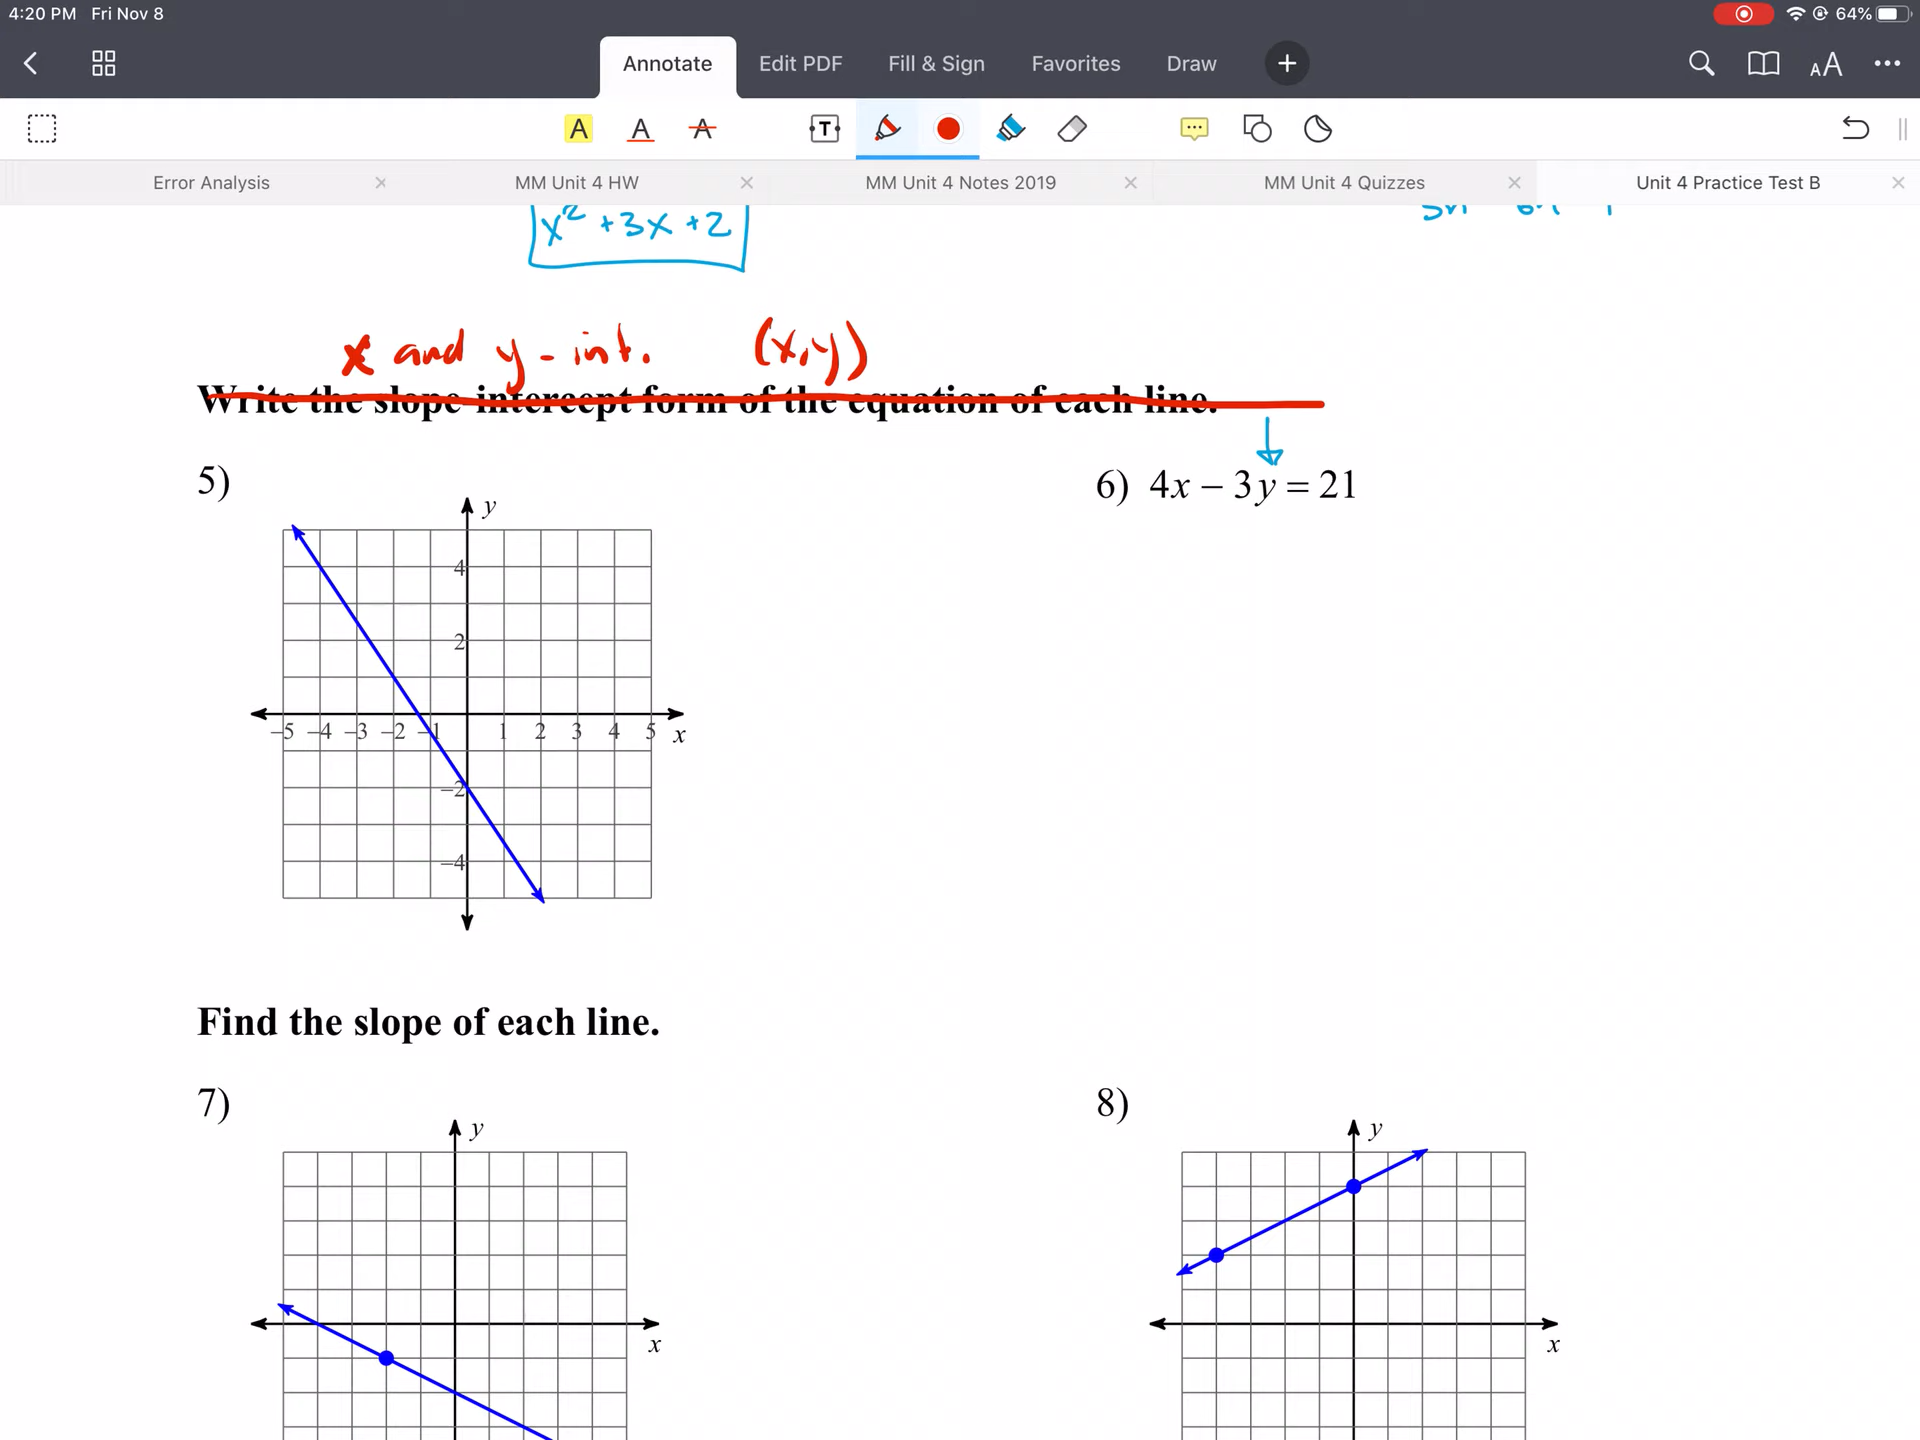 4:20 PM Fri Nov 8 64%
Annotate Edit PDF Fill & Sign Favorites Draw
A A A T
AA
Error Analysis MM Unit 4 HW MM Unit 4 Notes 2019 MM Unit 4 Quizzes Unit 4 Practice Test B
x² +3x +2
x and y-int. (x,y)
Write the slope-intercept form of the equation of each line.
5)
6) 4x − 3y = 21
y
4
2
−5 −4 −3 −2 −1 1 2 3 4 5 x
−2
−4
Find the slope of each line.
7)
8)
y
y
x
x